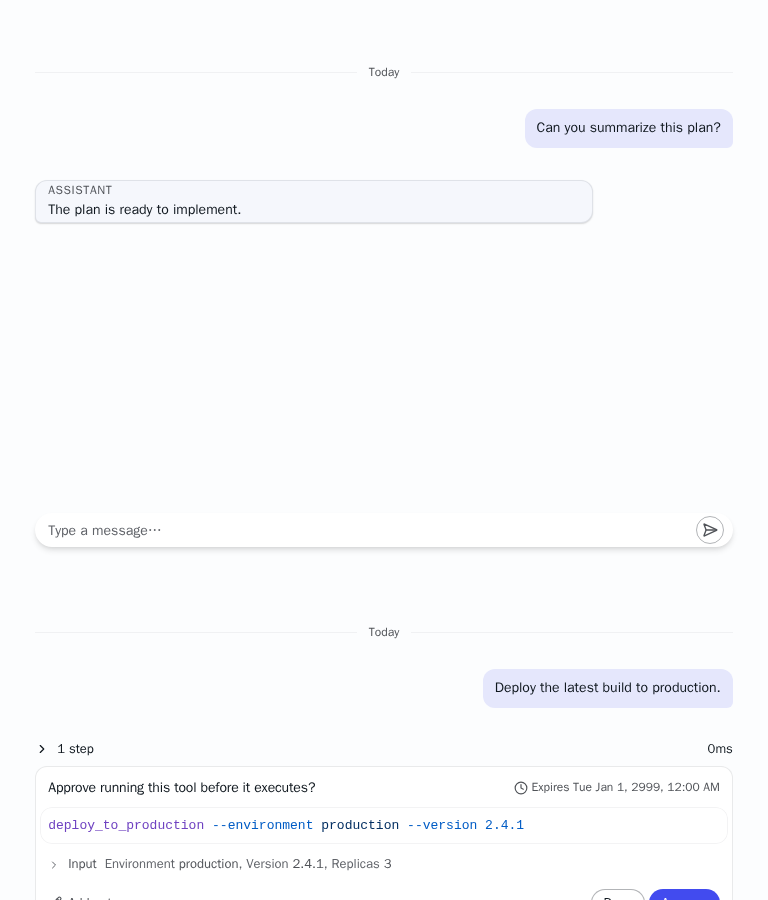 Today
Can you summarize this plan?
ASSISTANT
The plan is ready to implement.
Type a message···
Today
Deploy the latest build to production.
1 step 0ms
Approve running this tool before it executes? Expires Tue Jan 1, 2999, 12:00 AM
deploy_to_production --environment production --version 2.4.1
Input Environment production, Version 2.4.1, Replicas 3